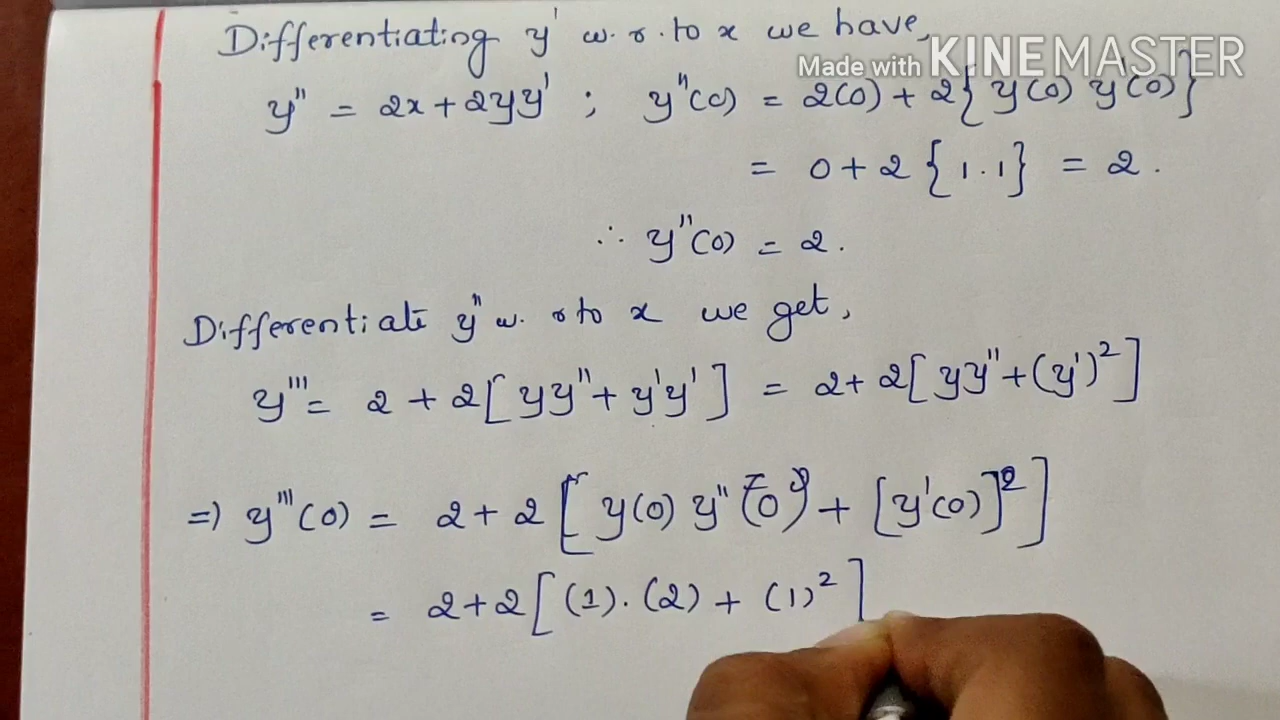 Differentiating y' w.r.to x we have,
Made with KINEMASTER
y'' = 2x + 2yy' ; y''(0) = 2(0) + 2{y(0) y'(0)}
= 0 + 2 {1.1} = 2.
∴ y''(0) = 2.
Differentiate y'' w. r to x we get,
y''' = 2 + 2[yy'' + y'y'] = 2 + 2[yy'' + (y')²]
⇒ y'''(0) = 2 + 2[y(0) y''(0) + [y'(0)]²]
= 2 + 2[(1).(2) + (1)²]